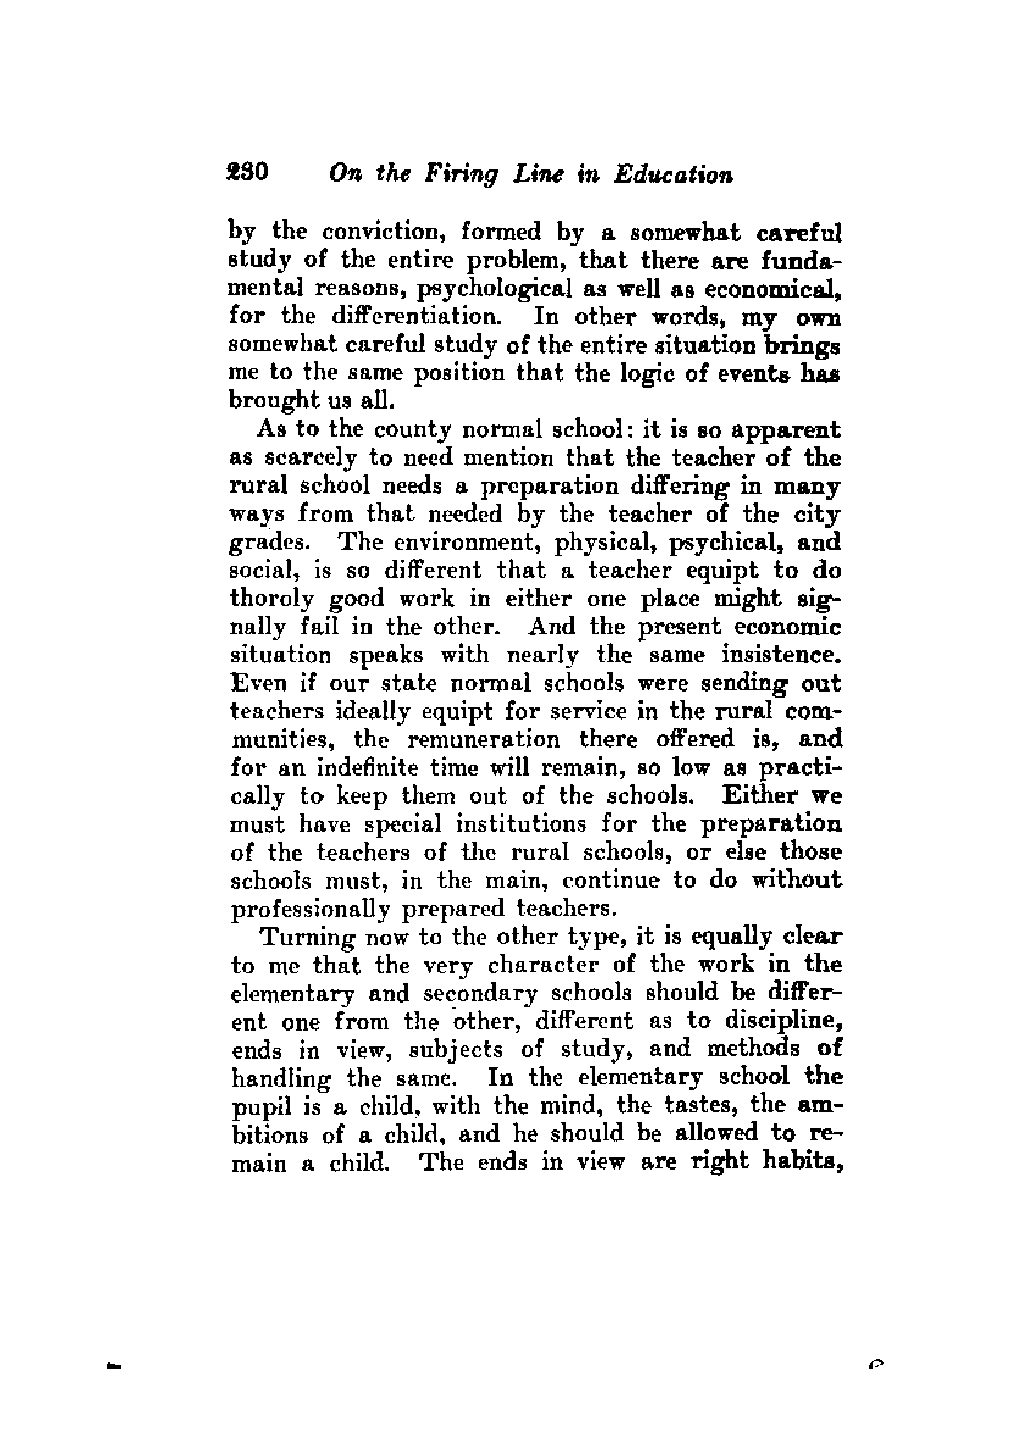 230 On the Firing Line in Education
by the conviction, formed by a somewhat careful
study of the entire problem, that there are funda-
mental reasons, psychological as well as economical,
for the differentiation. In other words, my own
somewhat careful study of the entire situation brings
me to the same position that the logic of events has
brought us all.
As to the county normal school: it is so apparent
as scarcely to need mention that the teacher of the
rural school needs a preparation differing in many
ways from that needed by the teacher of the city
grades. The environment, physical, psychical, and
social, is so different that a teacher equipt to do
thoroly good work in either one place might sig-
nally fail in the other. And the present economic
situation speaks with nearly the same insistence.
Even if our state normal schools were sending out
teachers ideally equipt for service in the rural com-
munities, the remuneration there offered is, and
for an indefinite time will remain, so low as practi-
cally to keep them out of the schools. Either we
must have special institutions for the preparation
of the teachers of the rural schools, or else those
schools must, in the main, continue to do without
professionally prepared teachers.
Turning now to the other type, it is equally clear
to me that the very character of the work in the
elementary and secondary schools should be differ-
ent one from the other, different as to discipline,
ends in view, subjects of study, and methods of
handling the same. In the elementary school the
pupil is a child, with the mind, the tastes, the am-
bitions of a child, and he should be allowed to re-
main a child. The ends in view are right habits,